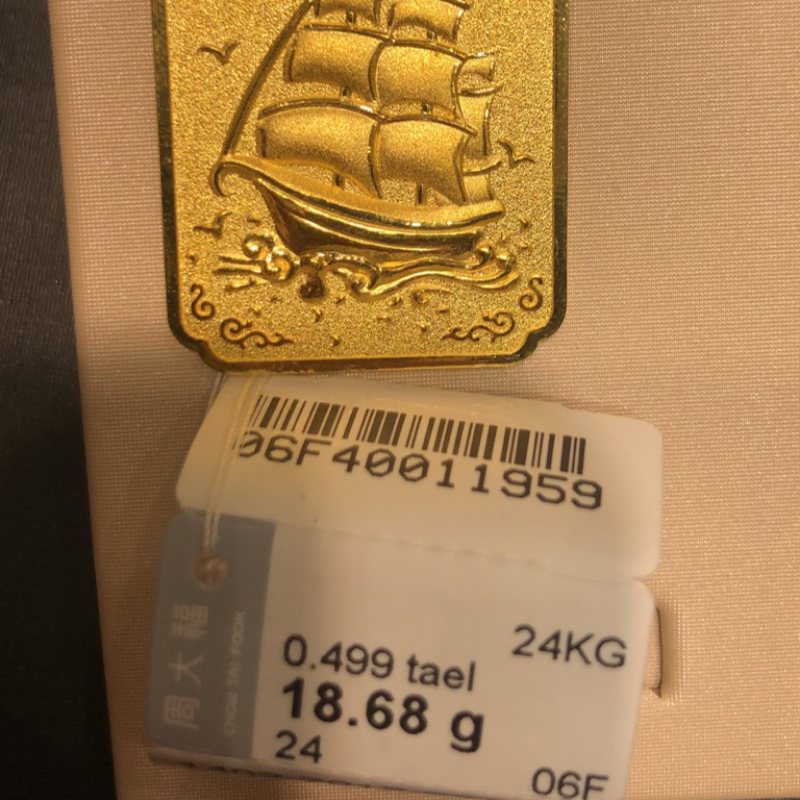 06F40011959
周大福
CHOW TAI FOOK
24KG
0.499 tael
18.68 g
24
06F